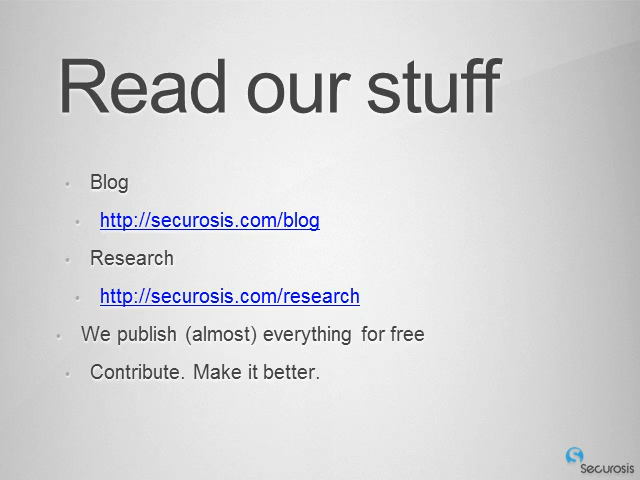 Read our stuff
Blog
http://securosis.com/blog
Research
http://securosis.com/research
We publish (almost) everything for free
Contribute. Make it better.
Securosis